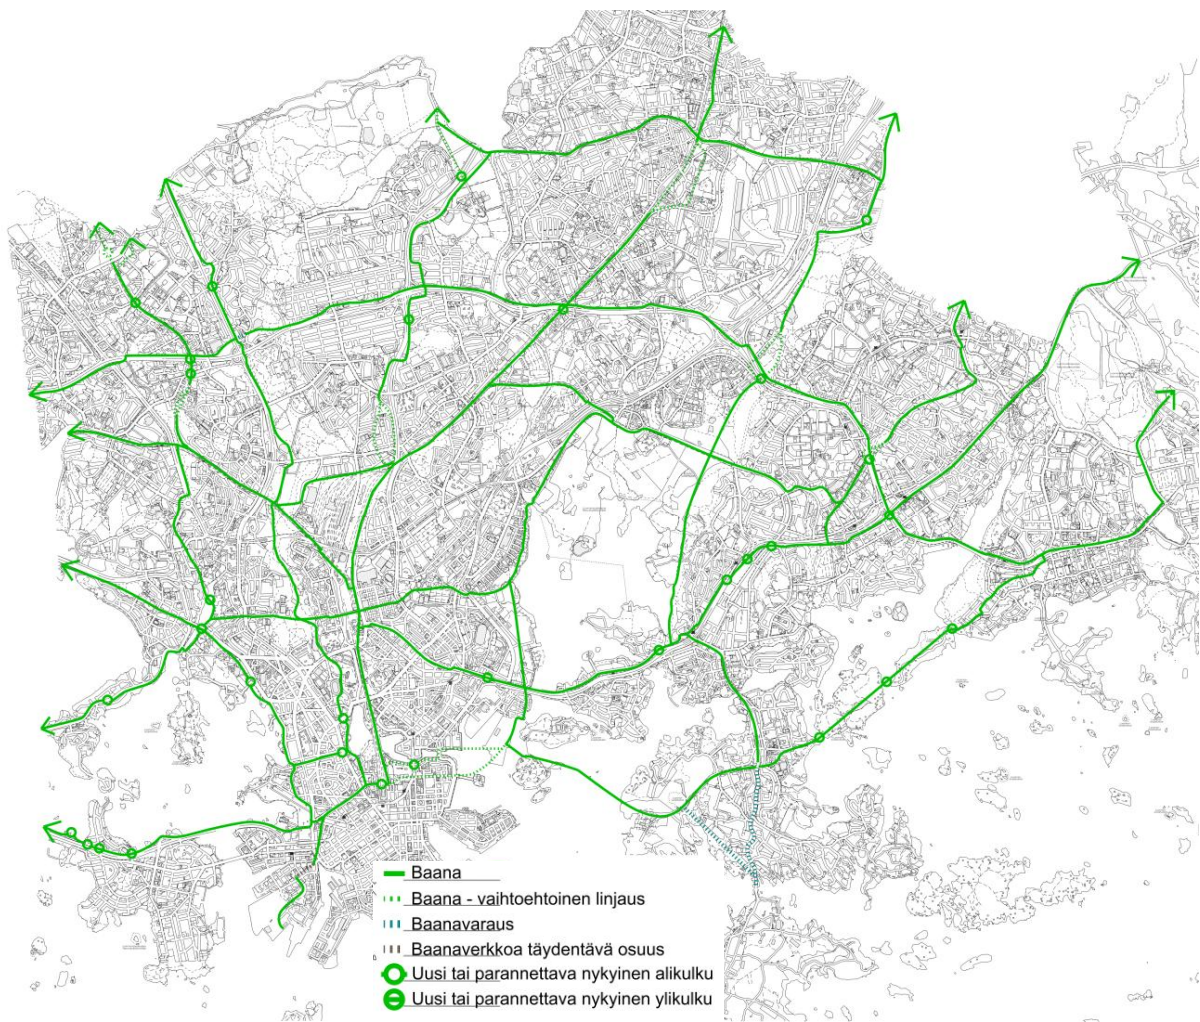 Baana
Baana - vaihtoehtoinen linjaus
Baanavaraus
Baanaverkkoa täydentävä osuus
Uusi tai parannettava nykyinen alikulku
Uusi tai parannettava nykyinen ylikulku